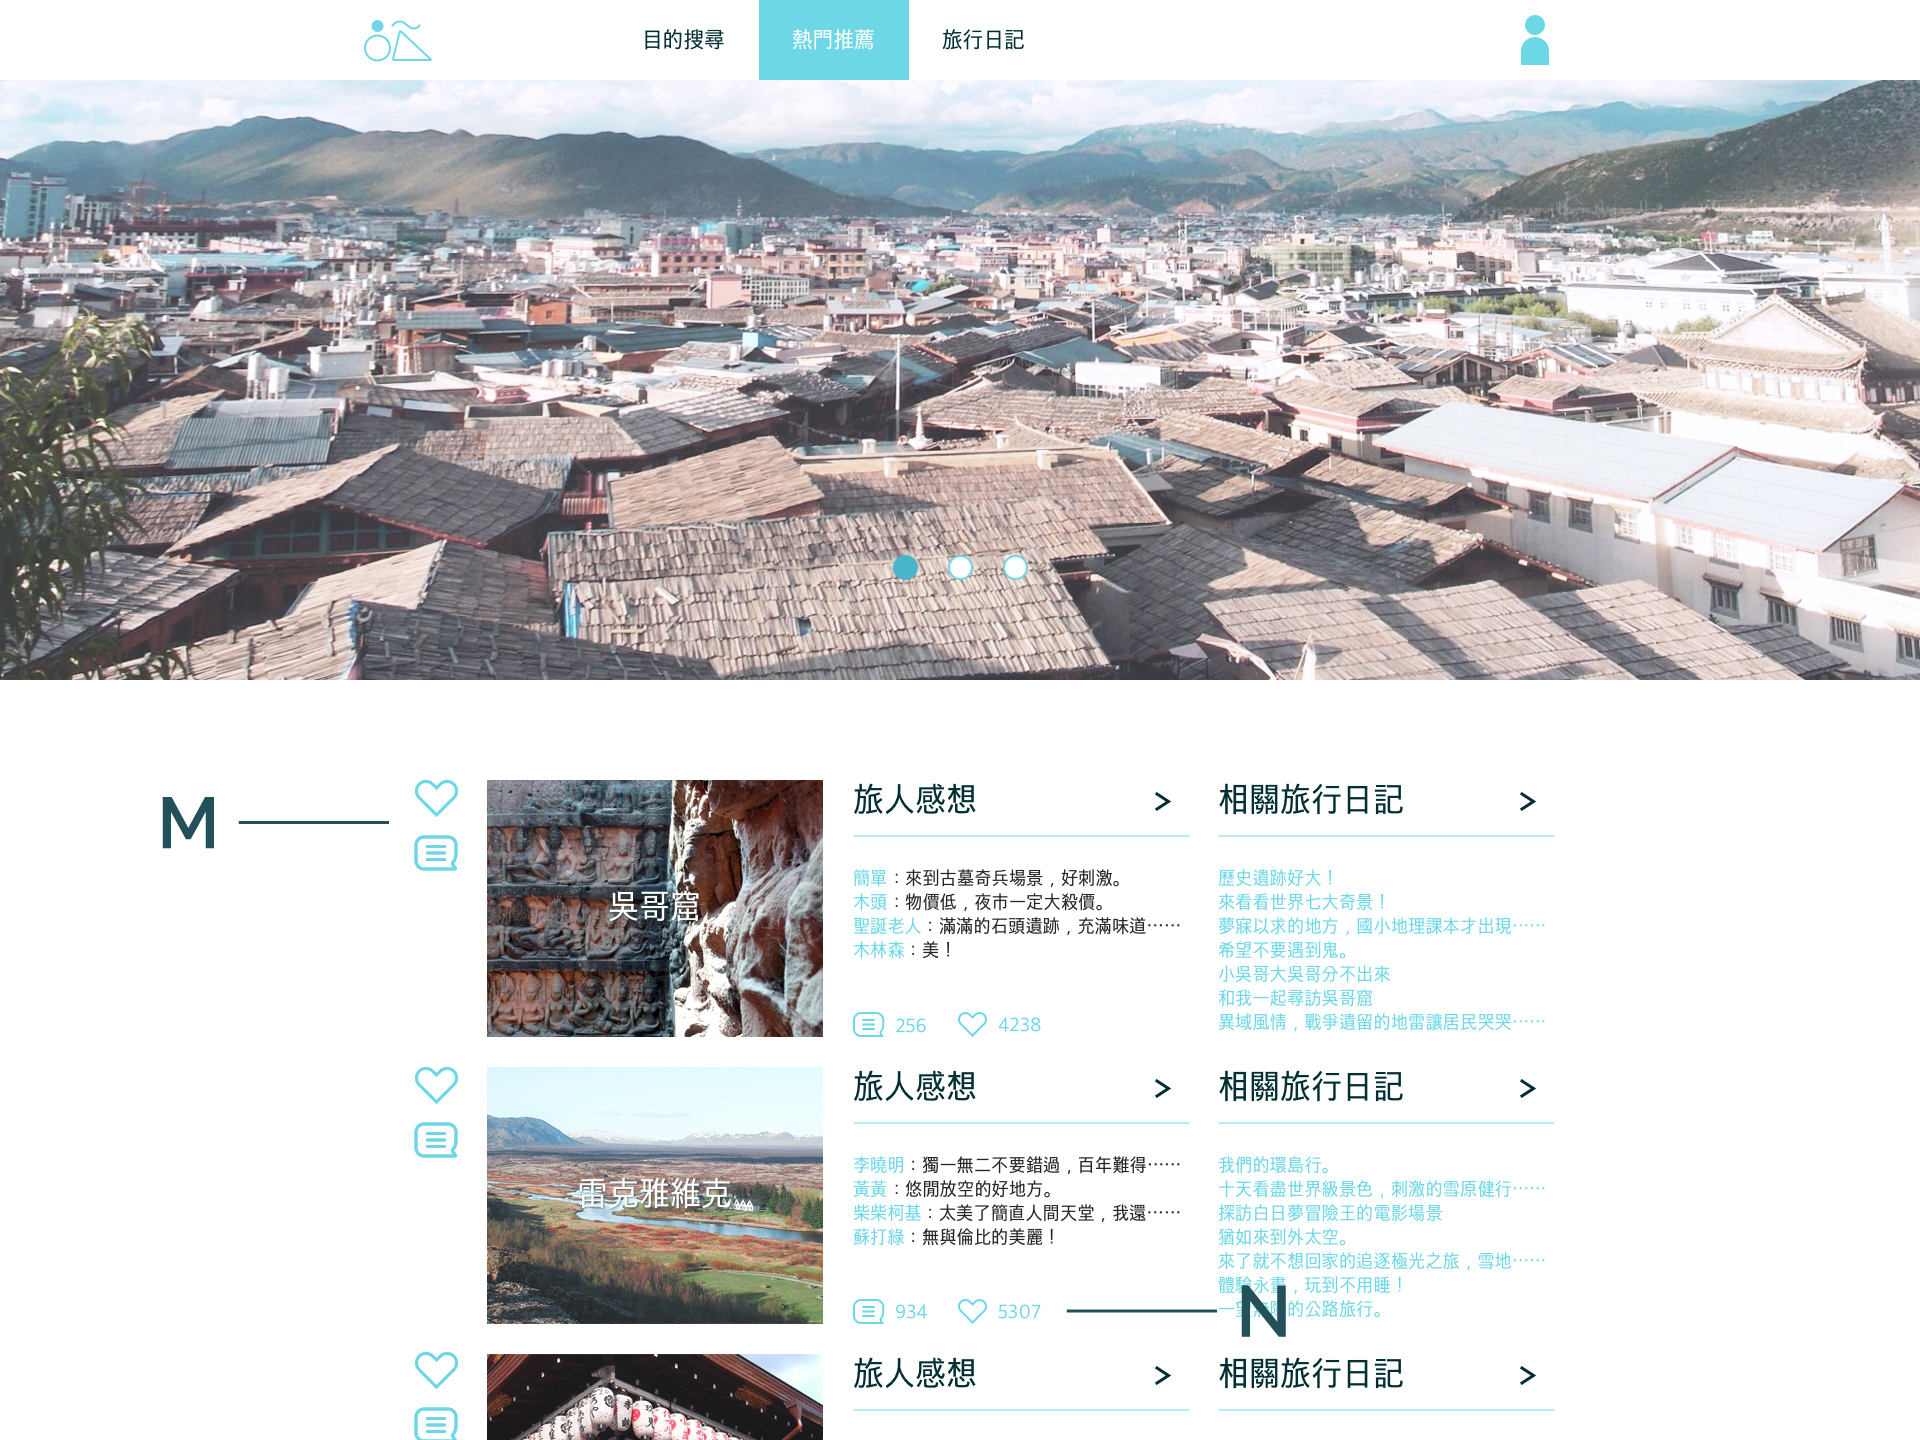 目的搜尋
熱門推薦
旅行日記
M
吳哥窟
旅人感想 >
簡單：來到古墓奇兵場景，好刺激。
木頭：物價低，夜市一定大殺價。
聖誕老人：滿滿的石頭遺跡，充滿味道⋯⋯
木林森：美！
256
4238
相關旅行日記 >
歷史遺跡好大！
來看看世界七大奇景！
夢寐以求的地方，國小地理課本才出現⋯⋯
希望不要遇到鬼。
小吳哥大吳哥分不出來
和我一起尋訪吳哥窟
異域風情，戰爭遺留的地雷讓居民哭哭⋯⋯
雷克雅維克
旅人感想 >
李曉明：獨一無二不要錯過，百年難得⋯⋯
黃黃：悠閒放空的好地方。
柴柴柯基：太美了簡直人間天堂，我還⋯⋯
蘇打綠：無與倫比的美麗！
934
5307
相關旅行日記 >
我們的環島行。
十天看盡世界級景色，刺激的雪原健行⋯⋯
探訪白日夢冒險王的電影場景
猶如來到外太空。
來了就不想回家的追逐極光之旅，雪地⋯⋯
體驗永晝，玩到不用睡！
一望無際的公路旅行。
N
旅人感想 >
相關旅行日記 >